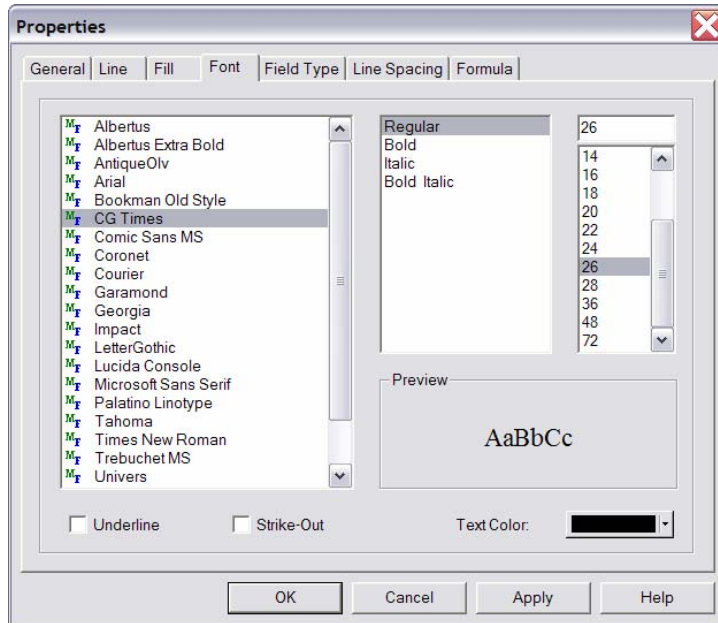 Properties
General Line Fill Font Field Type Line Spacing Formula
Albertus
Albertus Extra Bold
AntiqueOlv
Arial
Bookman Old Style
CG Times
Comic Sans MS
Coronet
Courier
Garamond
Georgia
Impact
LetterGothic
Lucida Console
Microsoft Sans Serif
Palatino Linotype
Tahoma
Times New Roman
Trebuchet MS
Univers
Regular
Bold
Italic
Bold Italic
26
14
16
18
20
22
24
26
28
36
48
72
Preview
AaBbCc
Underline Strike-Out Text Color:
OK Cancel Apply Help